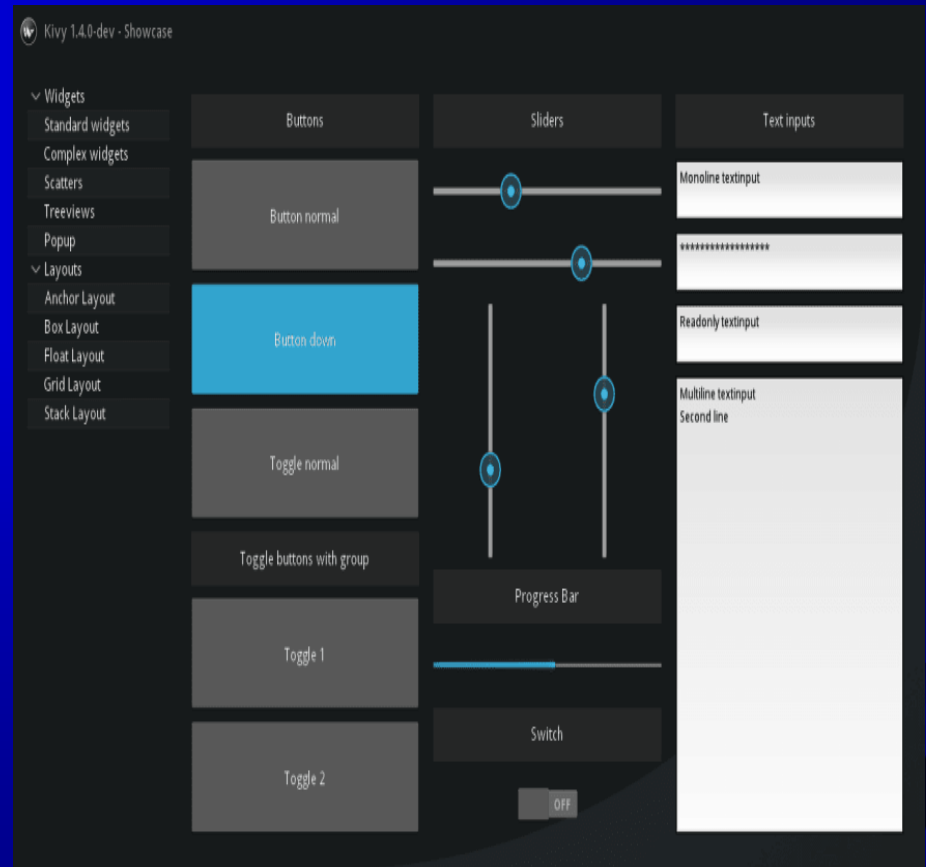 Kivy 1.4.0-dev - Showcase
Widgets
Standard widgets
Complex widgets
Scatters
Treeviews
Popup
Layouts
Anchor Layout
Box Layout
Float Layout
Grid Layout
Stack Layout
Buttons
Button normal
Button down
Toggle normal
Toggle buttons with group
Toggle 1
Toggle 2
Sliders
Progress Bar
Switch
OFF
Text inputs
Monoline textinput
******************
Readonly textinput
Multiline textinput
Second line